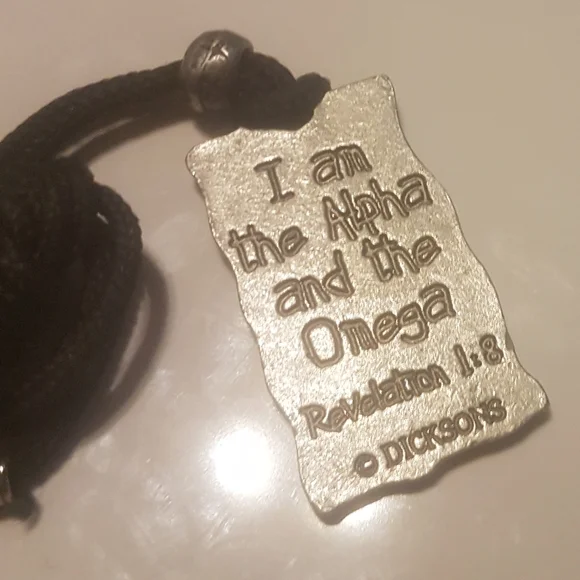 I am
the Alpha
and the
Omega
Revelation 1:8
© DICKSONS